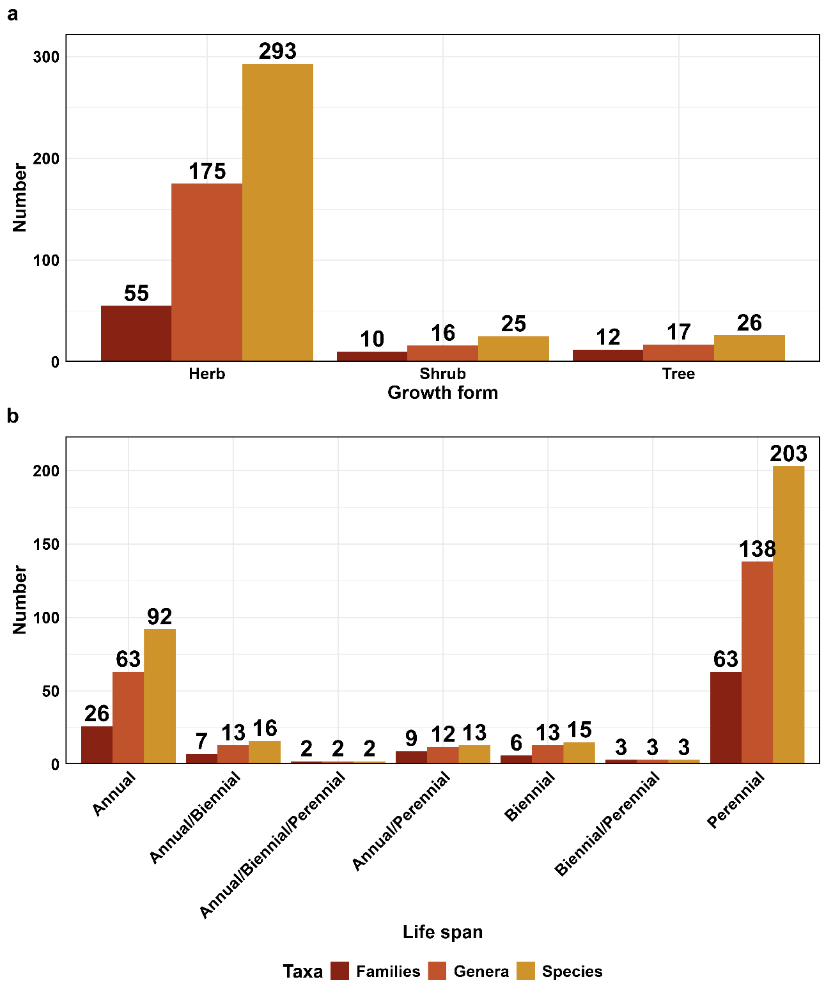 a
293
300
200
175
Number
100
55
10
16
25
12
17
26
0
Herb
Shrub
Tree
Growth form
b
203
200
150
138
Number
100
92
63
63
50
26
7
13
16
2
2
2
9
12
13
6
13
15
3
3
3
0
Annual
Annual/Biennial
Annual/Biennial/Perennial
Annual/Perennial
Biennial
Biennial/Perennial
Perennial
Life span
Taxa Families Genera Species